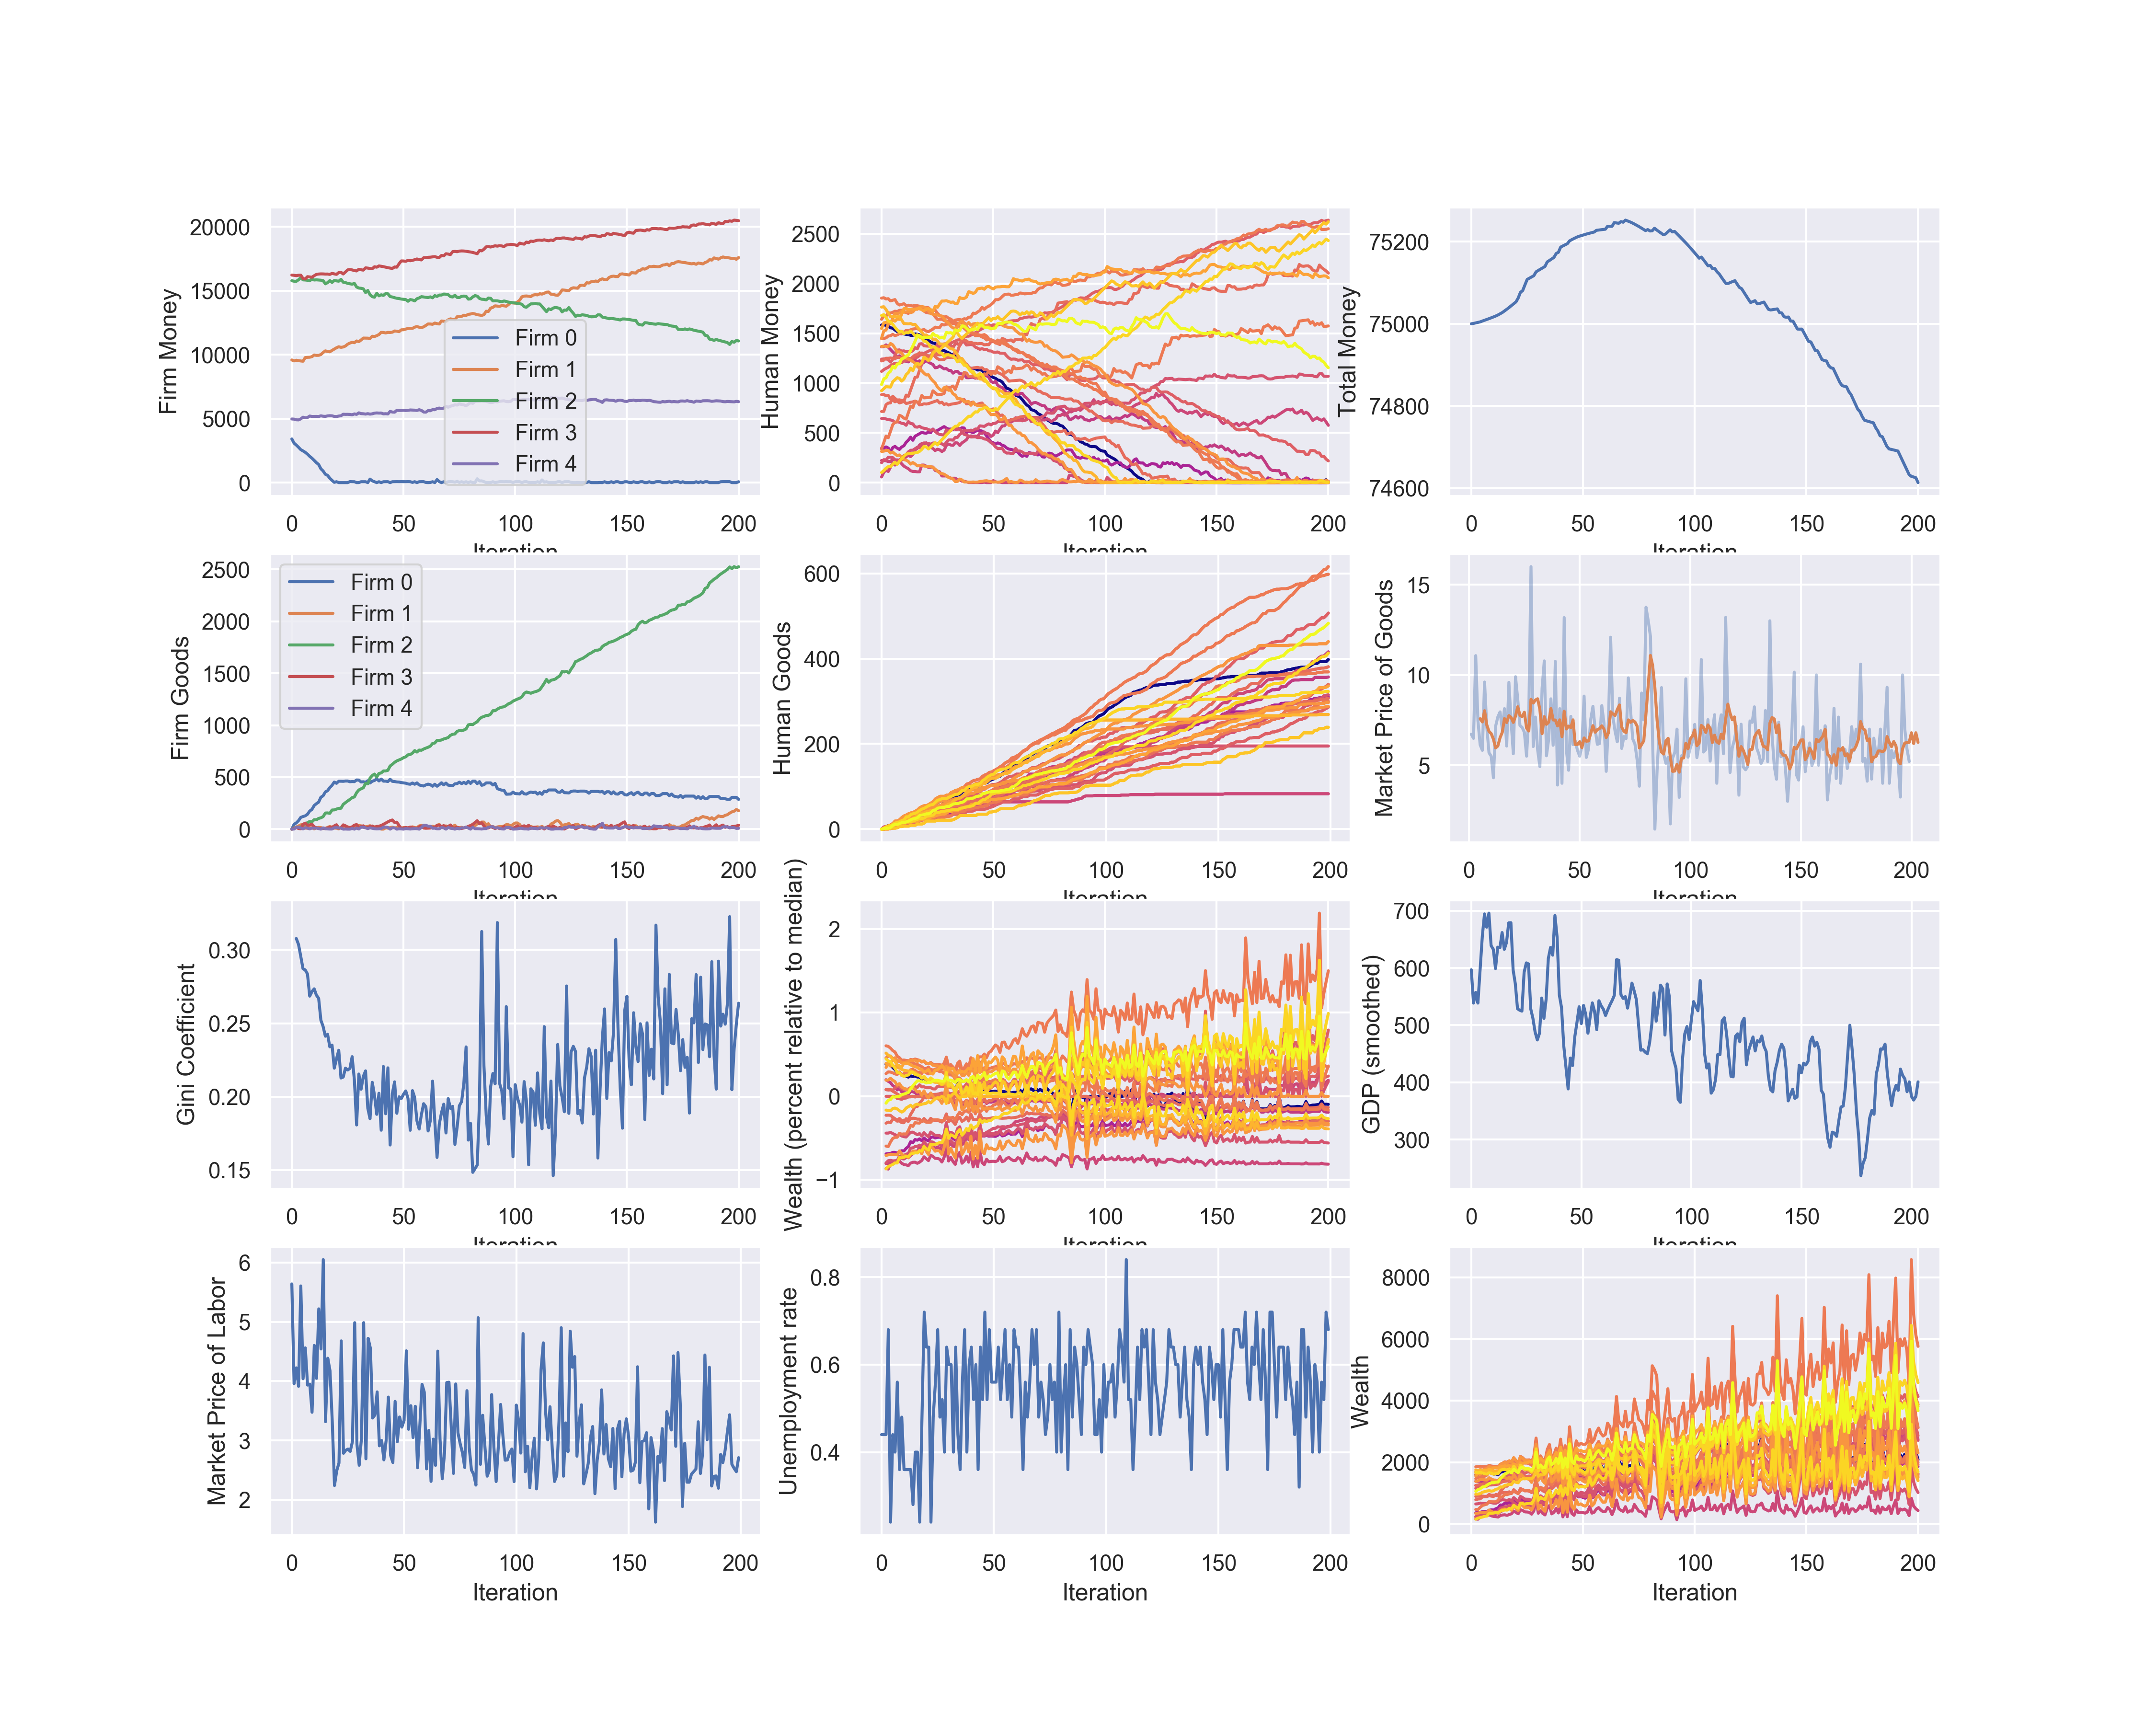 Firm Money
20000
15000
10000
5000
0
Firm 0
Firm 1
Firm 2
Firm 3
Firm 4
0 50 100 150 200
Iteration
Human Money
2500
2000
1500
1000
500
0
0 50 100 150 200
Iteration
Total Money
75200
75000
74800
74600
0 50 100 150 200
Iteration
Firm Goods
2500
2000
1500
1000
500
0
Firm 0
Firm 1
Firm 2
Firm 3
Firm 4
0 50 100 150 200
Iteration
Human Goods
600
400
200
0
0 50 100 150 200
Iteration
Market Price of Goods
15
10
5
0 50 100 150 200
Iteration
Gini Coefficient
0.30
0.25
0.20
0.15
0 50 100 150 200
Iteration
Wealth (percent relative to median)
2
1
0
−1
0 50 100 150 200
Iteration
GDP (smoothed)
700
600
500
400
300
0 50 100 150 200
Iteration
Market Price of Labor
6
5
4
3
2
0 50 100 150 200
Iteration
Unemployment rate
0.8
0.6
0.4
0 50 100 150 200
Iteration
Wealth
8000
6000
4000
2000
0
0 50 100 150 200
Iteration